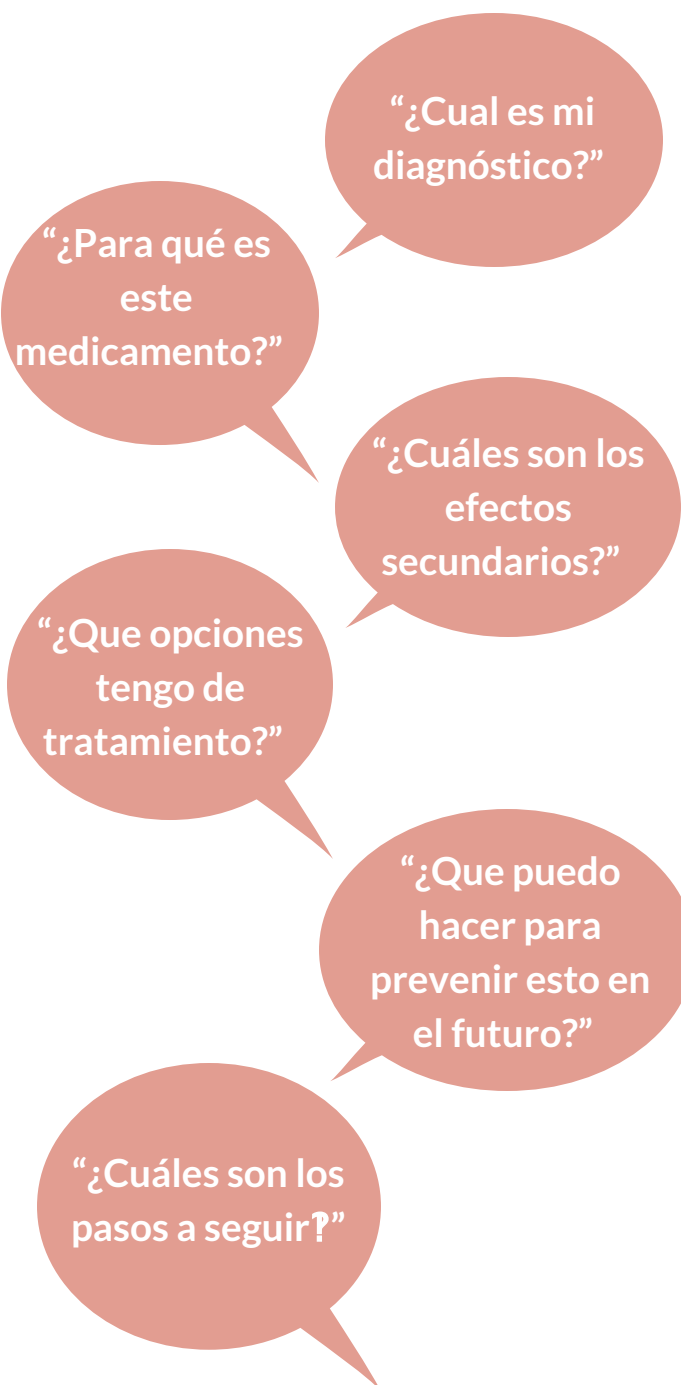 “¿Cual es mi
diagnóstico?”
“¿Para qué es
este
medicamento?”
“¿Cuáles son los
efectos
secundarios?”
“¿Que opciones
tengo de
tratamiento?”
“¿Que puedo
hacer para
prevenir esto en
el futuro?”
“¿Cuáles son los
pasos a seguir?”